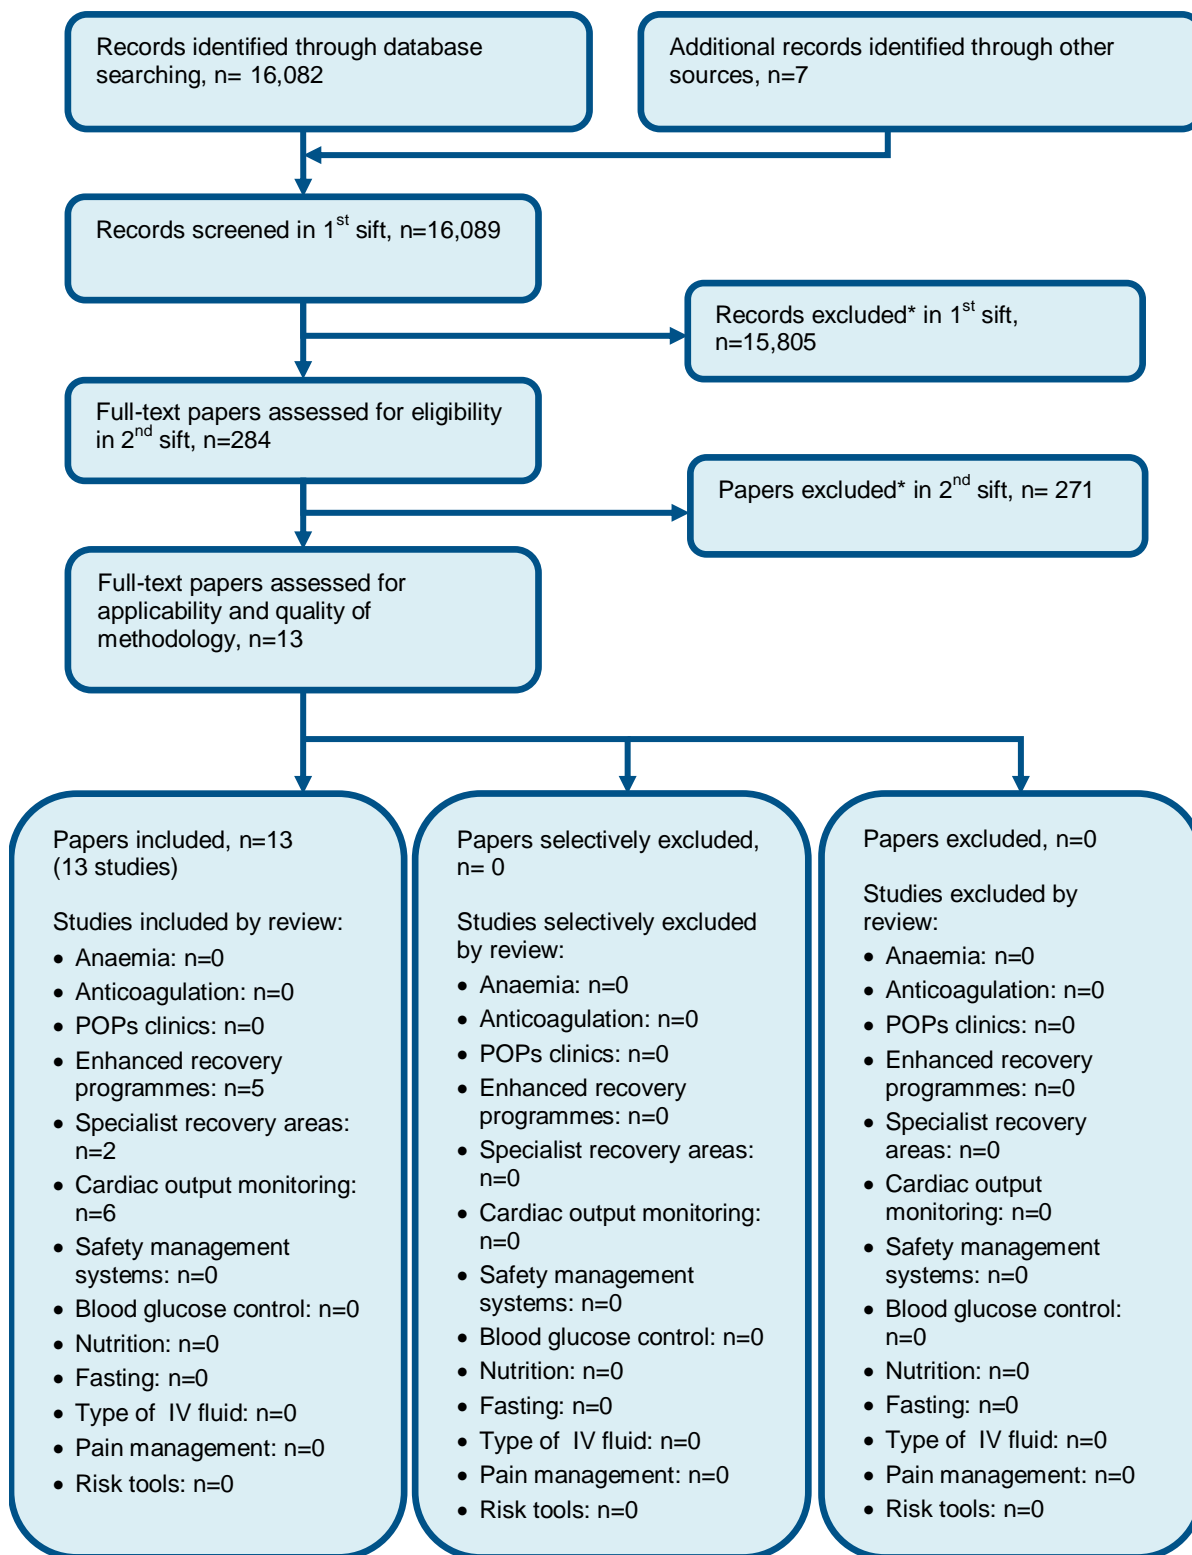 Records identified through database
searching, n= 16,082
Additional records identified through other
sources, n=7
Records screened in 1st sift, n=16,089
Records excluded* in 1st sift,
n=15,805
Full-text papers assessed for eligibility
in 2nd sift, n=284
Papers excluded* in 2nd sift, n= 271
Full-text papers assessed for
applicability and quality of
methodology, n=13
Papers included, n=13
(13 studies)
Studies included by review:
• Anaemia: n=0
• Anticoagulation: n=0
• POPs clinics: n=0
• Enhanced recovery
programmes: n=5
• Specialist recovery areas:
n=2
• Cardiac output monitoring:
n=6
• Safety management
systems: n=0
• Blood glucose control: n=0
• Nutrition: n=0
• Fasting: n=0
• Type of  IV fluid: n=0
• Pain management: n=0
• Risk tools: n=0
Papers selectively excluded,
n= 0
Studies selectively excluded
by review:
• Anaemia: n=0
• Anticoagulation: n=0
• POPs clinics: n=0
• Enhanced recovery
programmes: n=0
• Specialist recovery areas:
n=0
• Cardiac output monitoring:
n=0
• Safety management
systems: n=0
• Blood glucose control: n=0
• Nutrition: n=0
• Fasting: n=0
• Type of  IV fluid: n=0
• Pain management: n=0
• Risk tools: n=0
Papers excluded, n=0
Studies excluded by
review:
• Anaemia: n=0
• Anticoagulation: n=0
• POPs clinics: n=0
• Enhanced recovery
programmes: n=0
• Specialist recovery
areas: n=0
• Cardiac output
monitoring: n=0
• Safety management
systems: n=0
• Blood glucose control:
n=0
• Nutrition: n=0
• Fasting: n=0
• Type of  IV fluid: n=0
• Pain management: n=0
• Risk tools: n=0